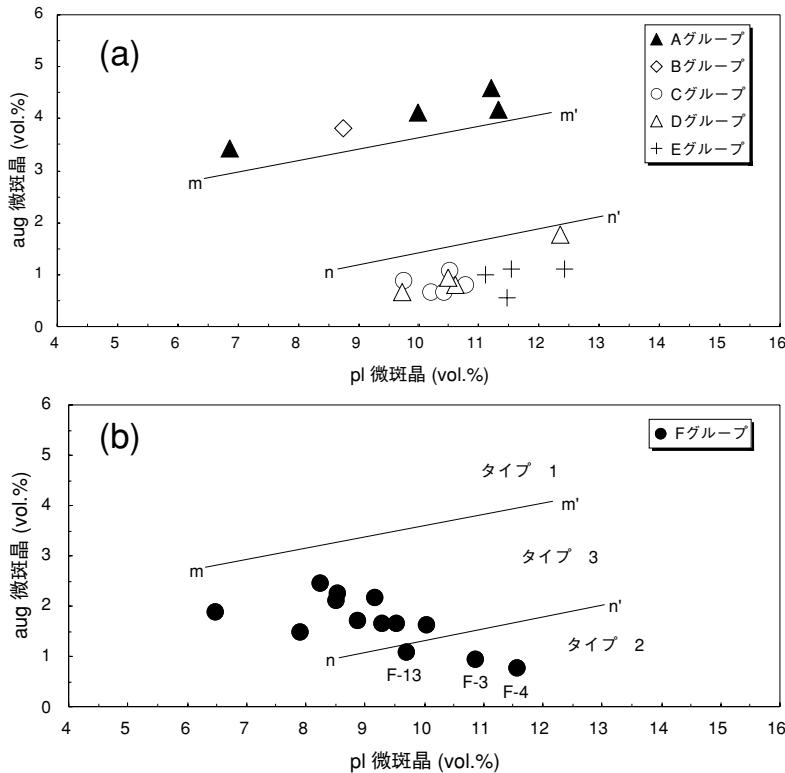 (a)
6
5
4
3
2
1
0
aug 微斑晶 (vol.%)
Aグループ
Bグループ
Cグループ
Dグループ
Eグループ
m
m'
n
n'
4 5 6 7 8 9 10 11 12 13 14 15 16
pl 微斑晶 (vol.%)
(b)
6
5
4
3
2
1
0
aug 微斑晶 (vol.%)
Fグループ
タイプ 1
m
m'
タイプ 3
n
n'
タイプ 2
F-13
F-3
F-4
4 5 6 7 8 9 10 11 12 13 14 15 16
pl 微斑晶 (vol.%)